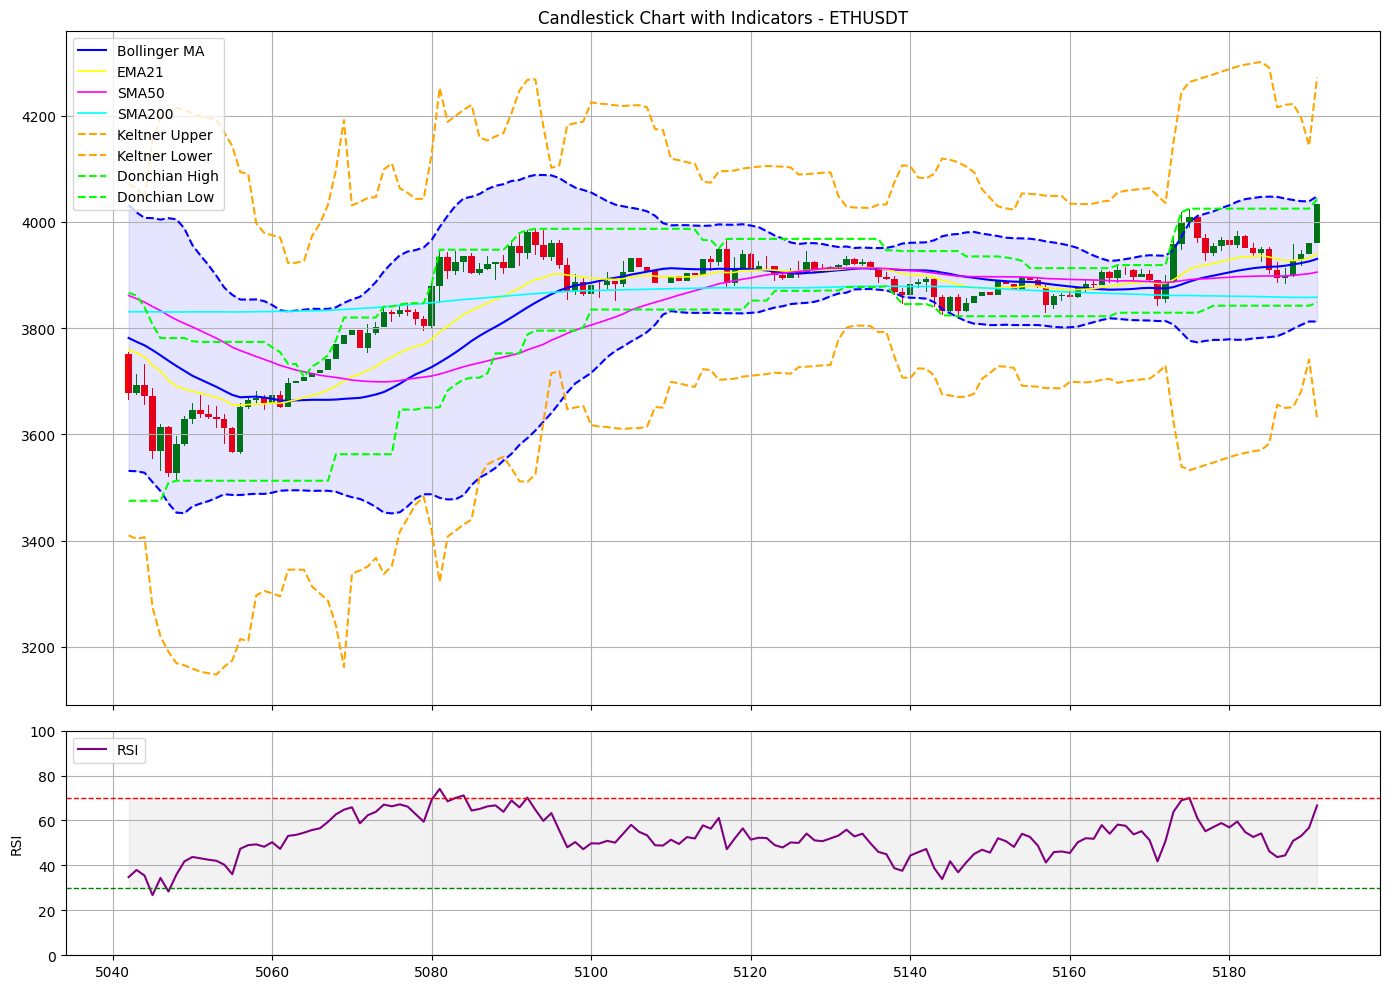 Candlestick Chart with Indicators - ETHUSDT
Bollinger MA
EMA21
SMA50
SMA200
Keltner Upper
Keltner Lower
Donchian High
Donchian Low
4200
4000
3800
3600
3400
3200
RSI
100
80
60
40
20
0
RSI
5040
5060
5080
5100
5120
5140
5160
5180